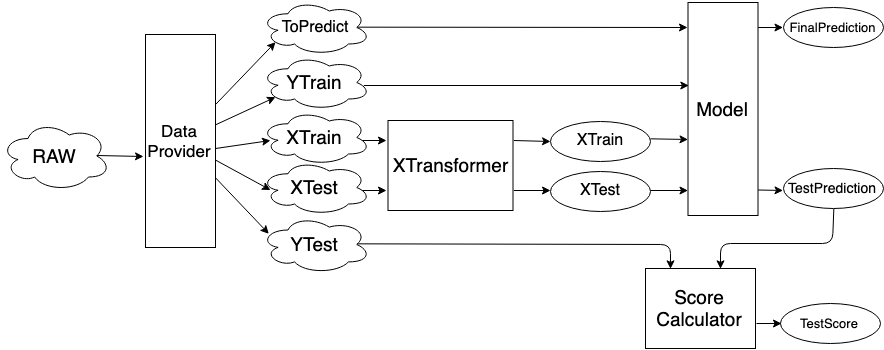 ToPredict
FinalPrediction
YTrain
Model
Data
Provider
XTrain
XTrain
RAW
XTransformer
XTest
XTest
TestPrediction
YTest
Score
Calculator
TestScore